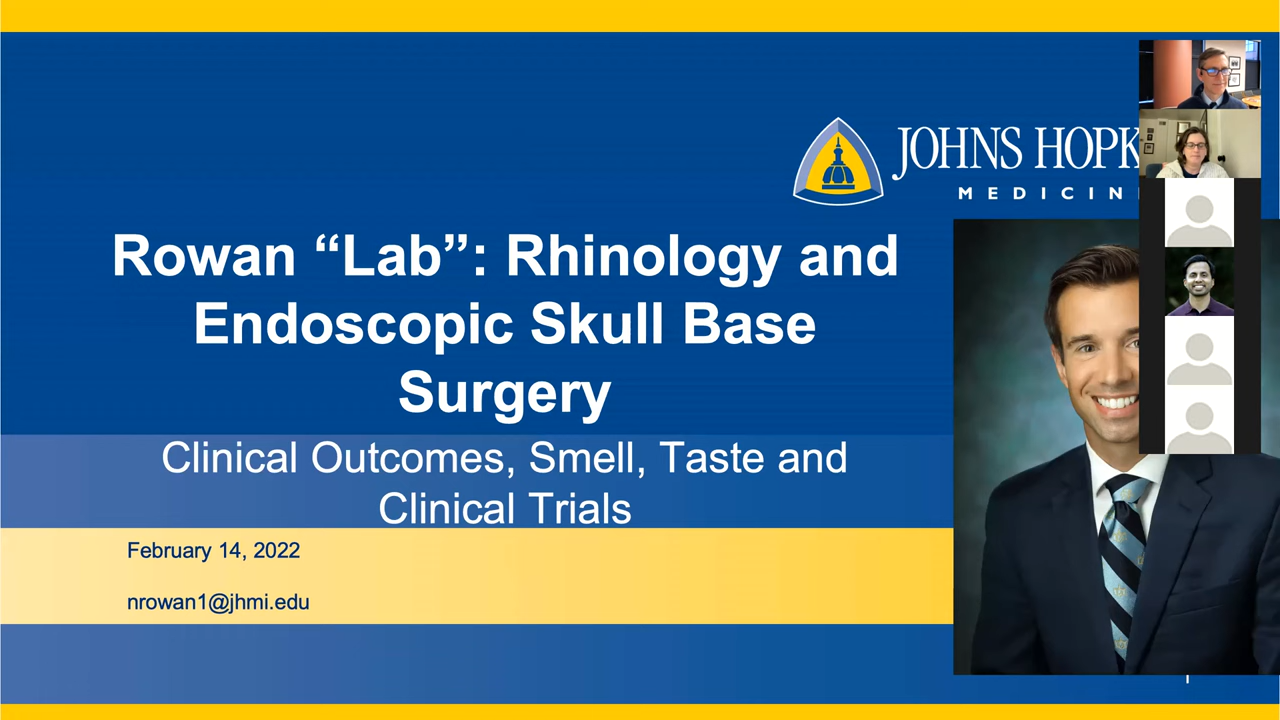 JOHNS HOPK
MEDICIN
Rowan “Lab”: Rhinology and
Endoscopic Skull Base
Surgery
Clinical Outcomes, Smell, Taste and
Clinical Trials
February 14, 2022
nrowan1@jhmi.edu